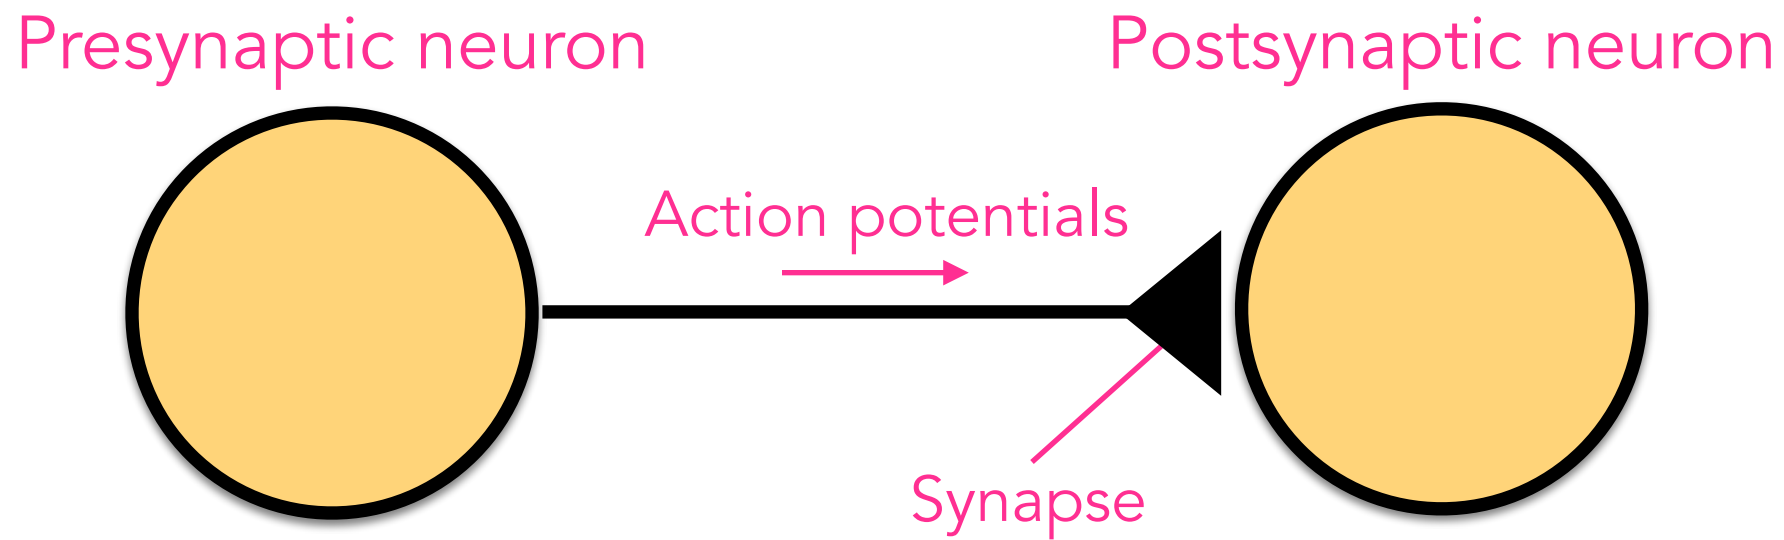 Presynaptic neuron
Postsynaptic neuron
Action potentials
Synapse